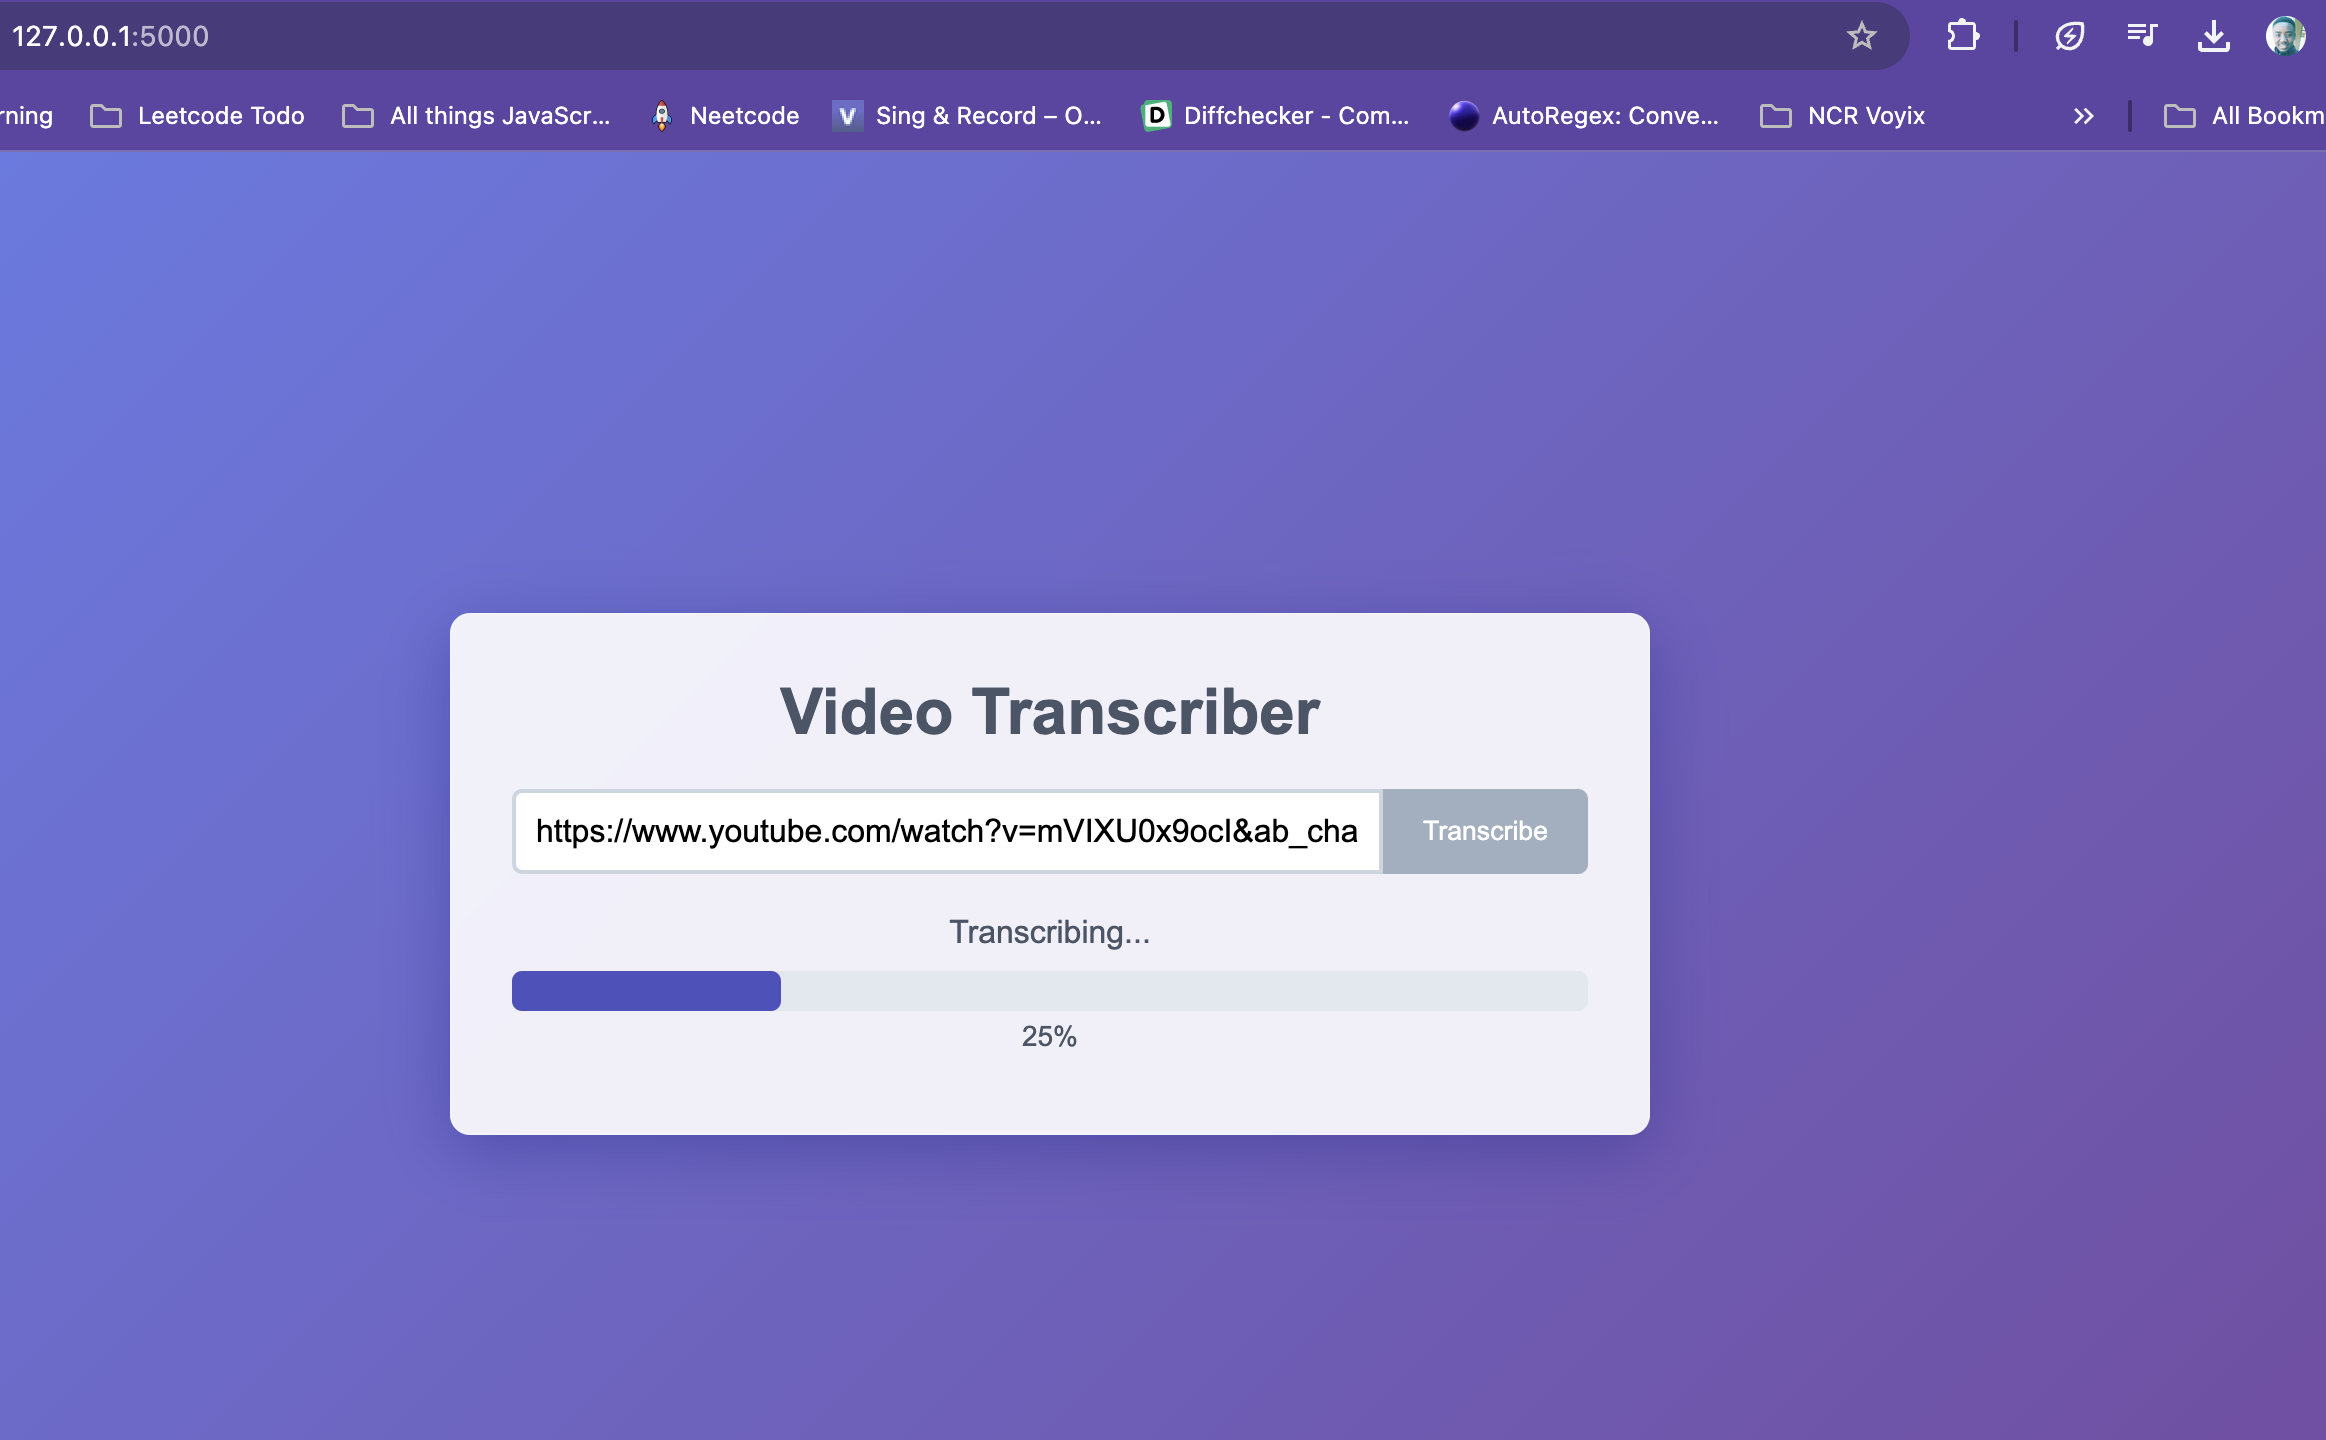 127.0.0.1:5000
rning Leetcode Todo All things JavaScr... Neetcode V Sing & Record – O... D Diffchecker - Com... AutoRegex: Conve... NCR Voyix » All Bookm
Video Transcriber
https://www.youtube.com/watch?v=mVIXU0x9ocI&ab_cha Transcribe
Transcribing...
25%